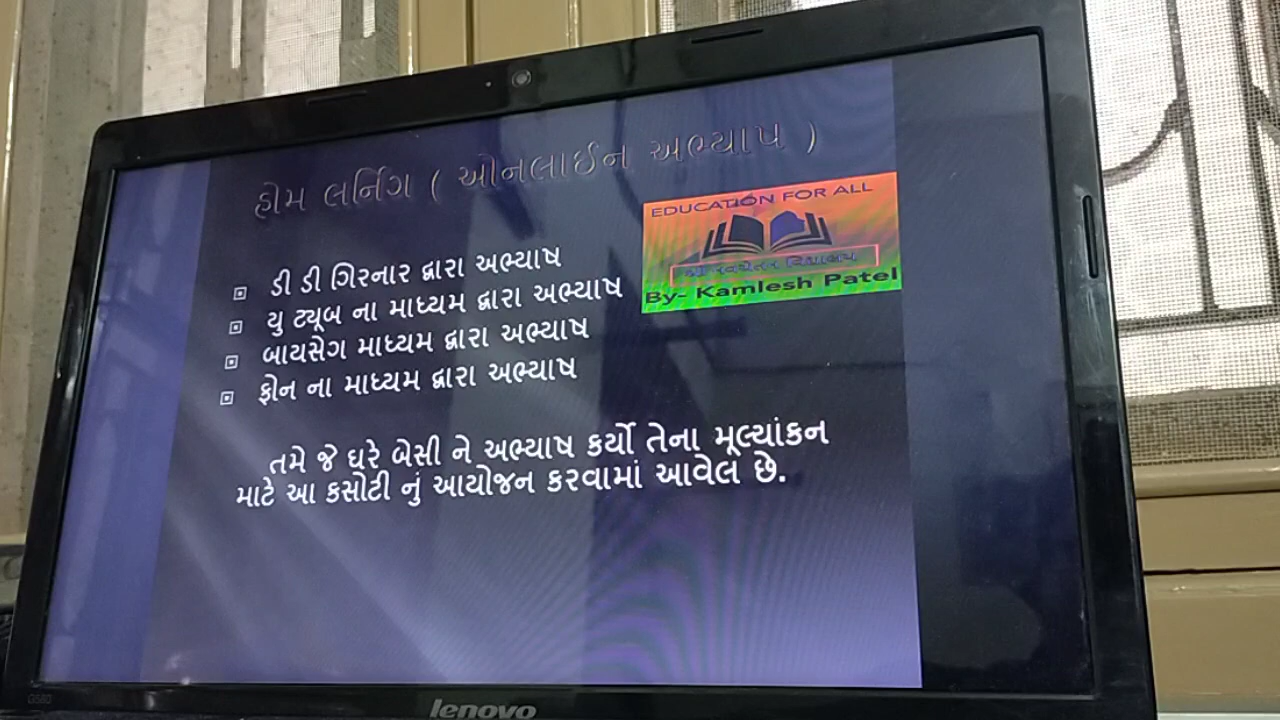 હોમ લર્નિગ ( ઓનલાઈન અભ્યાષ )
EDUCATION FOR ALL
By- Kamlesh Patel
ડી ડી ગિરનાર દ્વારા અભ્યાષ
યુ ટ્યૂબ ના માધ્યમ દ્વારા અભ્યાષ
બાયસેગ માધ્યમ દ્વારા અભ્યાષ
ફોન ના માધ્યમ દ્વારા અભ્યાષ
તમે જે ઘરે બેસી ને અભ્યાષ કર્યો તેના મૂલ્યાંકન
માટે આ કસોટી નું આયોજન કરવામાં આવેલ છે.
G580
lenovo